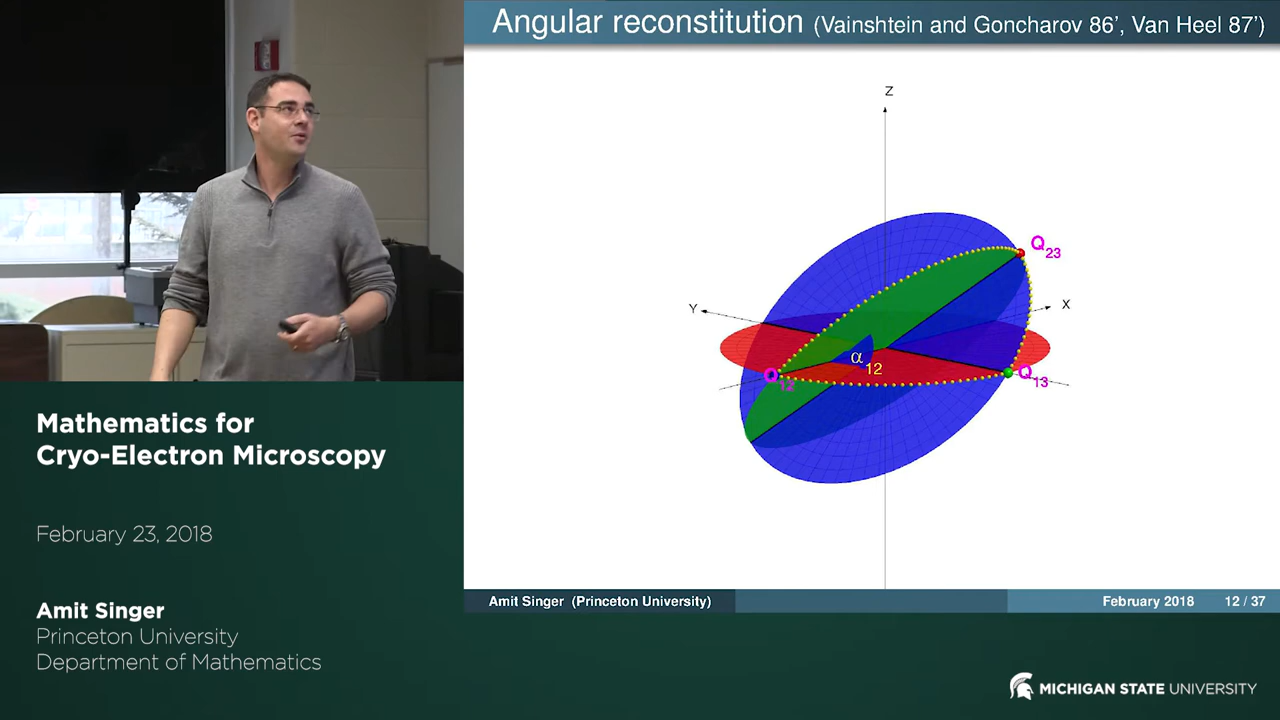 Angular reconstitution (Vainshtein and Goncharov 86', Van Heel 87')
Z
Q23
X
Y
α12
Q12
Q13
Mathematics for
Cryo-Electron Microscopy
February 23, 2018
Amit Singer
Princeton University
Department of Mathematics
Amit Singer (Princeton University)
February 2018
12 / 37
MICHIGAN STATE UNIVERSITY